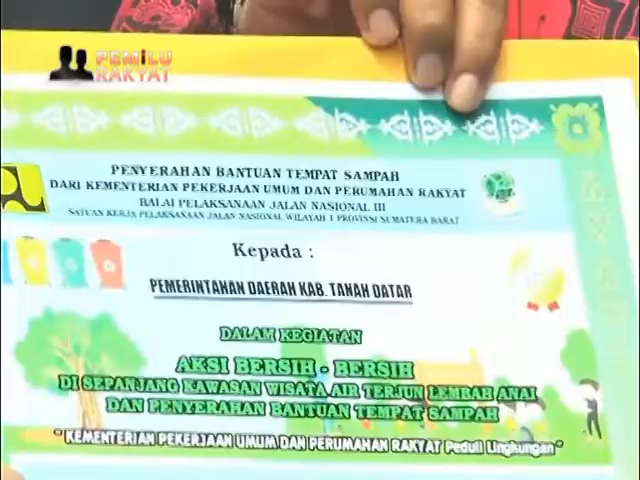 PEMiLU
RAKYAT
PENYERAHAN BANTUAN TEMPAT SAMPAH
DARI KEMENTERIAN PEKERJAAN UMUM DAN PERUMAHAN RAKYAT
BALAI PELAKSANAAN JALAN NASIONAL III
SATUAN KERJA PELAKSANAAN JALAN NASIONAL WILAYAH I PROVINSI SUMATERA BARAT
Kepada :
PEMERINTAHAN DAERAH KAB. TANAH DATAR
DALAM KEGIATAN
AKSI BERSIH - BERSIH
DI SEPANJANG KAWASAN WISATA AIR TERJUN LEMBAH ANAI
DAN PENYERAHAN BANTUAN TEMPAT SAMPAH
"KEMENTERIAN PEKERJAAN UMUM DAN PERUMAHAN RAKYAT Peduli Lingkungan"